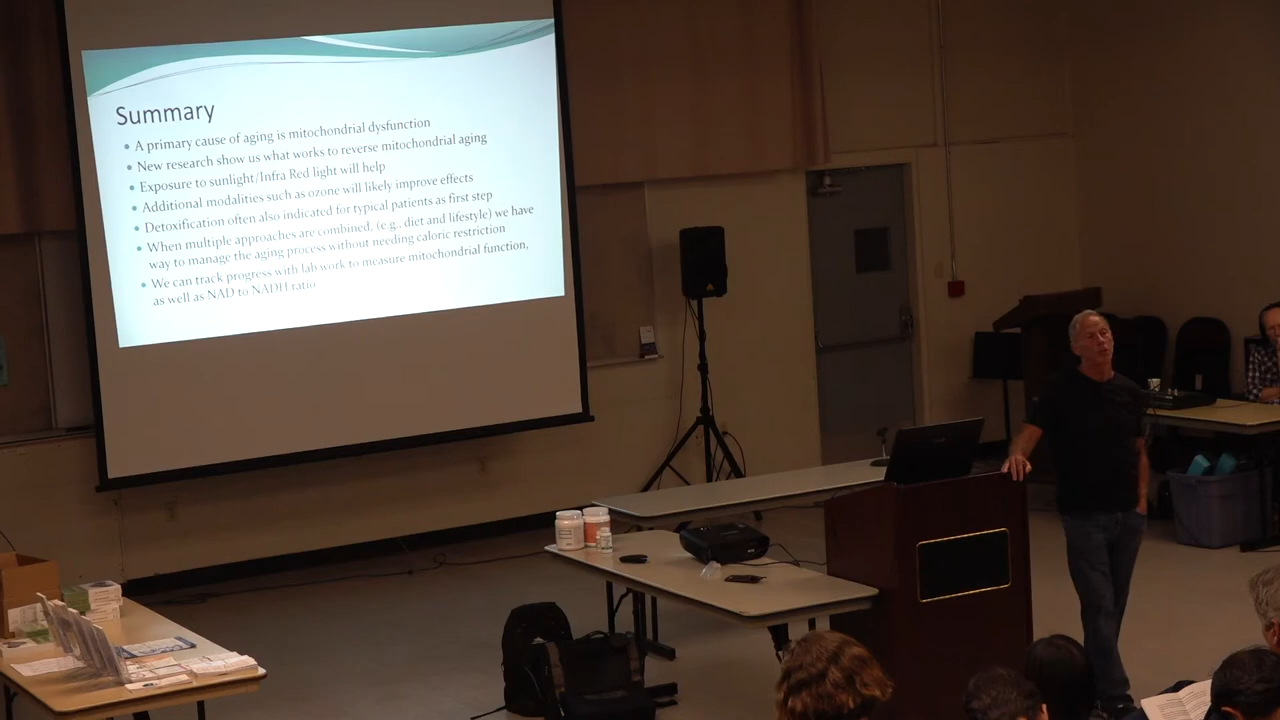 Summary
A primary cause of aging is mitochondrial dysfunction
New research show us what works to reverse mitochondrial aging
Exposure to sunlight/Infra Red light will help
Additional modalities such as ozone will likely improve effects
Detoxification often also indicated for typical patients as first step
When multiple approaches are combined, (e.g., diet and lifestyle) we have
way to manage the aging process without needing caloric restriction
We can track progress with lab work to measure mitochondrial function,
as well as NAD to NADH ratio